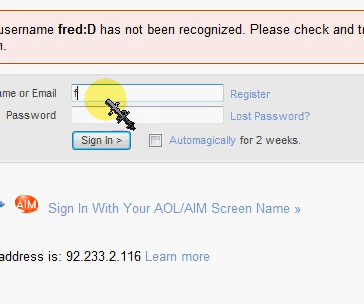 username fred:D has not been recognized. Please check and
n.
ame or Email f Register
Password Lost Password?
Sign In > Automagically for 2 weeks.
AIM Sign In With Your AOL/AIM Screen Name »
address is: 92.233.2.116 Learn more